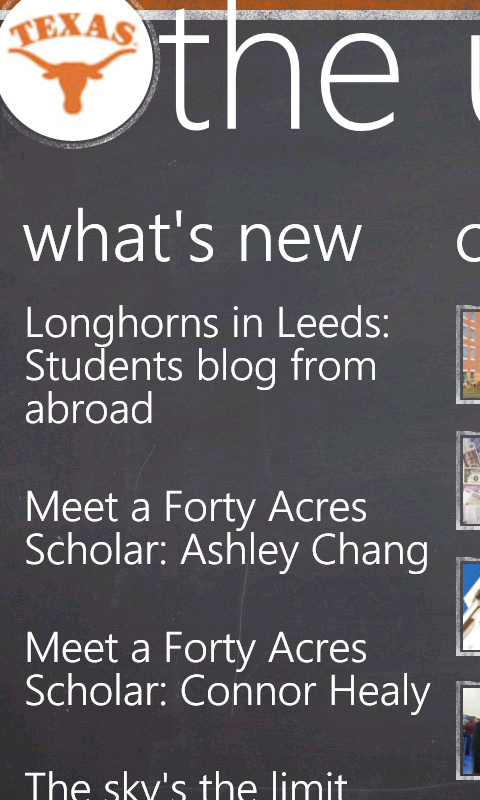 TEXAS
the
what's new
Longhorns in Leeds:
Students blog from
abroad
Meet a Forty Acres
Scholar: Ashley Chang
Meet a Forty Acres
Scholar: Connor Healy
The sky's the limit